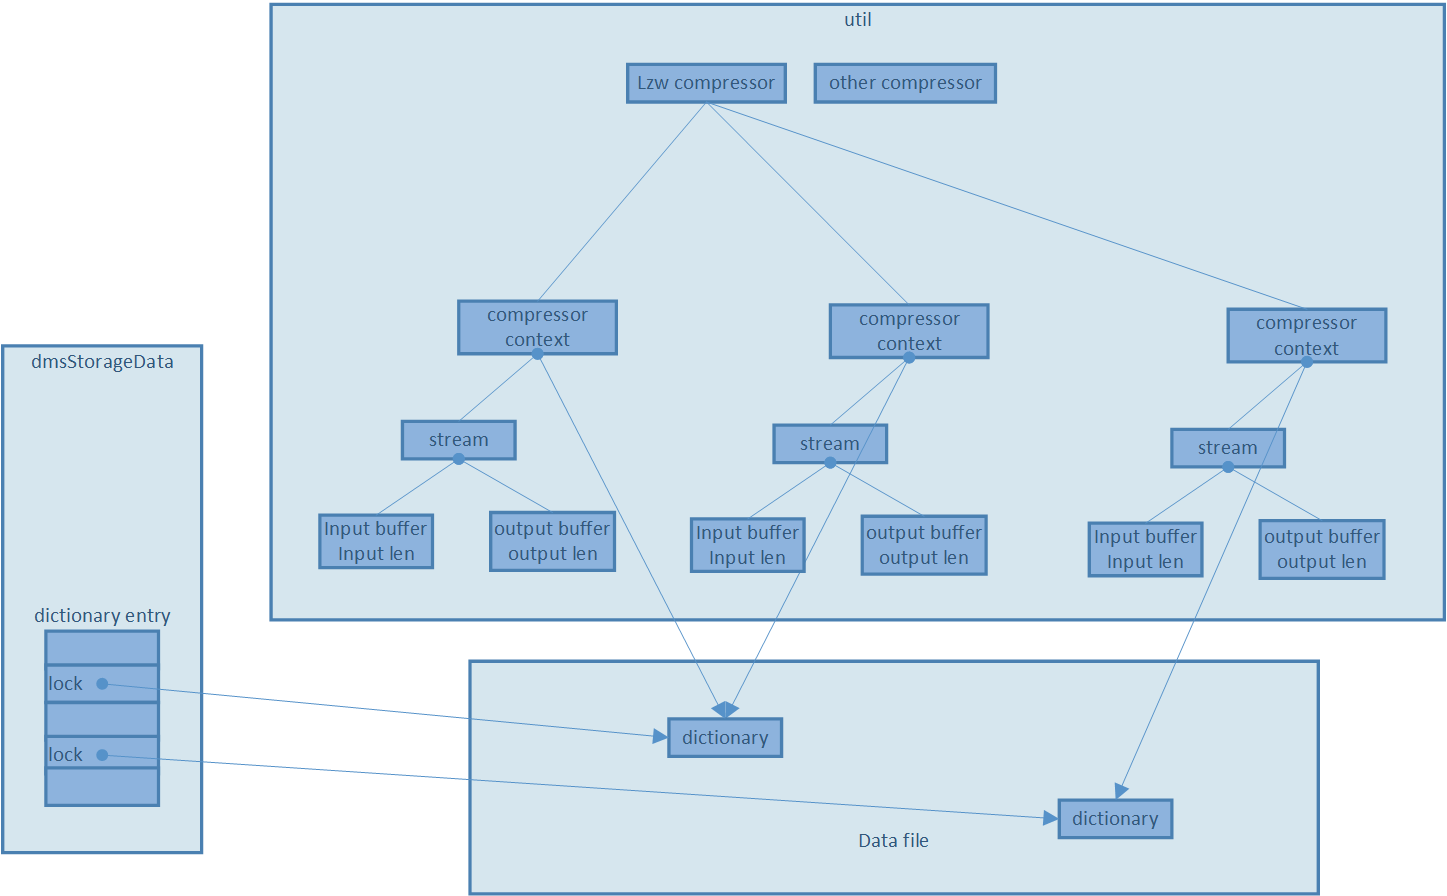 util
Lzw compressor
other compressor
compressor
context
compressor
context
compressor
context
dmsStorageData
stream
stream
stream
Input buffer
Input len
output buffer
output len
Input buffer
Input len
output buffer
output len
Input buffer
Input len
output buffer
output len
dictionary entry
lock
lock
dictionary
dictionary
Data file